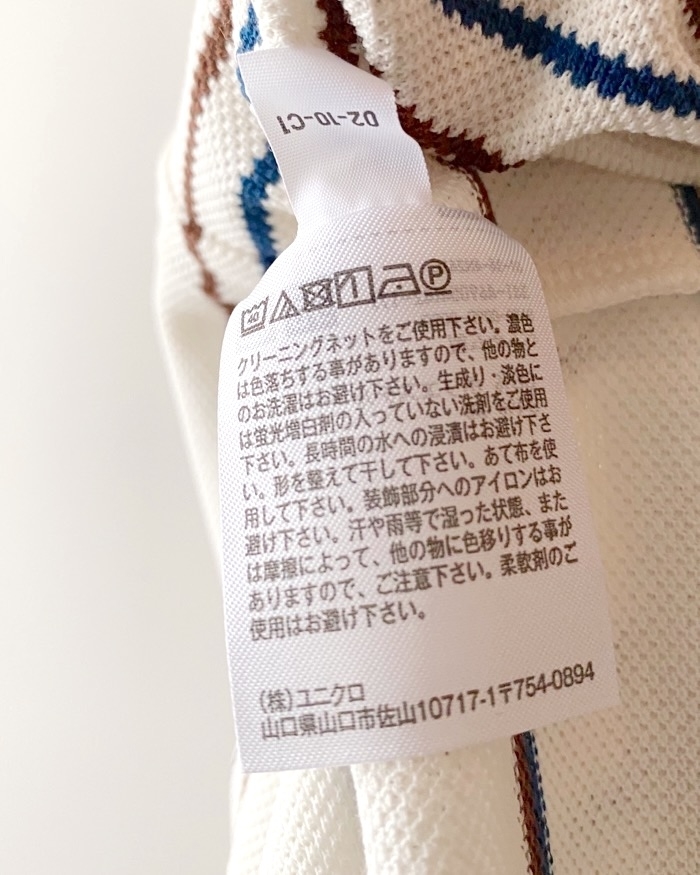 02-10-C1
40 P
クリーニングネットをご使用下さい。濃色
は色落ちする事がありますので、他の物と
のお洗濯はお避け下さい。生成り・淡色に
は蛍光増白剤の入っていない洗剤をご使用
下さい。長時間の水への浸漬はお避け下さ
い。形を整えて干して下さい。あて布を使
用して下さい。装飾部分へのアイロンはお
避け下さい。汗や雨等で湿った状態、また
は摩擦によって、他の物に色移りする事が
ありますので、ご注意下さい。柔軟剤のご
使用はお避け下さい。
(株)ユニクロ
山口県山口市佐山10717-1〒754-0894